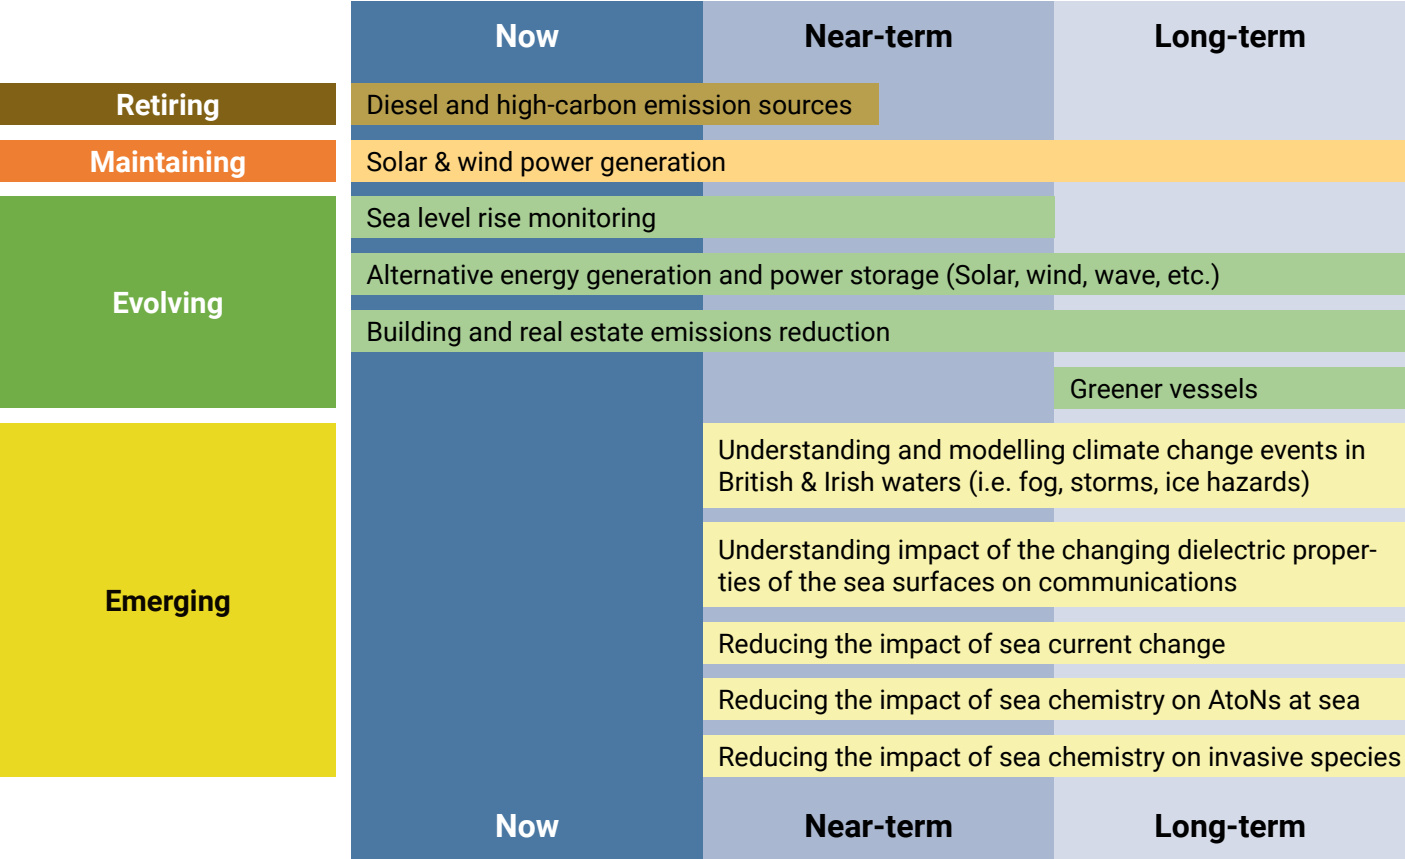 Now
Near-term
Long-term
Retiring
Diesel and high-carbon emission sources
Maintaining
Solar & wind power generation
Evolving
Sea level rise monitoring
Alternative energy generation and power storage (Solar, wind, wave, etc.)
Building and real estate emissions reduction
Greener vessels
Emerging
Understanding and modelling climate change events in
British & Irish waters (i.e. fog, storms, ice hazards)
Understanding impact of the changing dielectric proper-
ties of the sea surfaces on communications
Reducing the impact of sea current change
Reducing the impact of sea chemistry on AtoNs at sea
Reducing the impact of sea chemistry on invasive species
Now
Near-term
Long-term